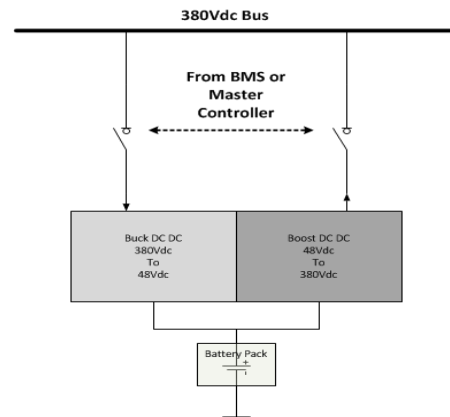 380Vdc Bus
From BMS or
Master
Controller
Buck DC DC
380Vdc
To
48Vdc
Boost DC DC
48Vdc
To
380Vdc
Battery Pack
+